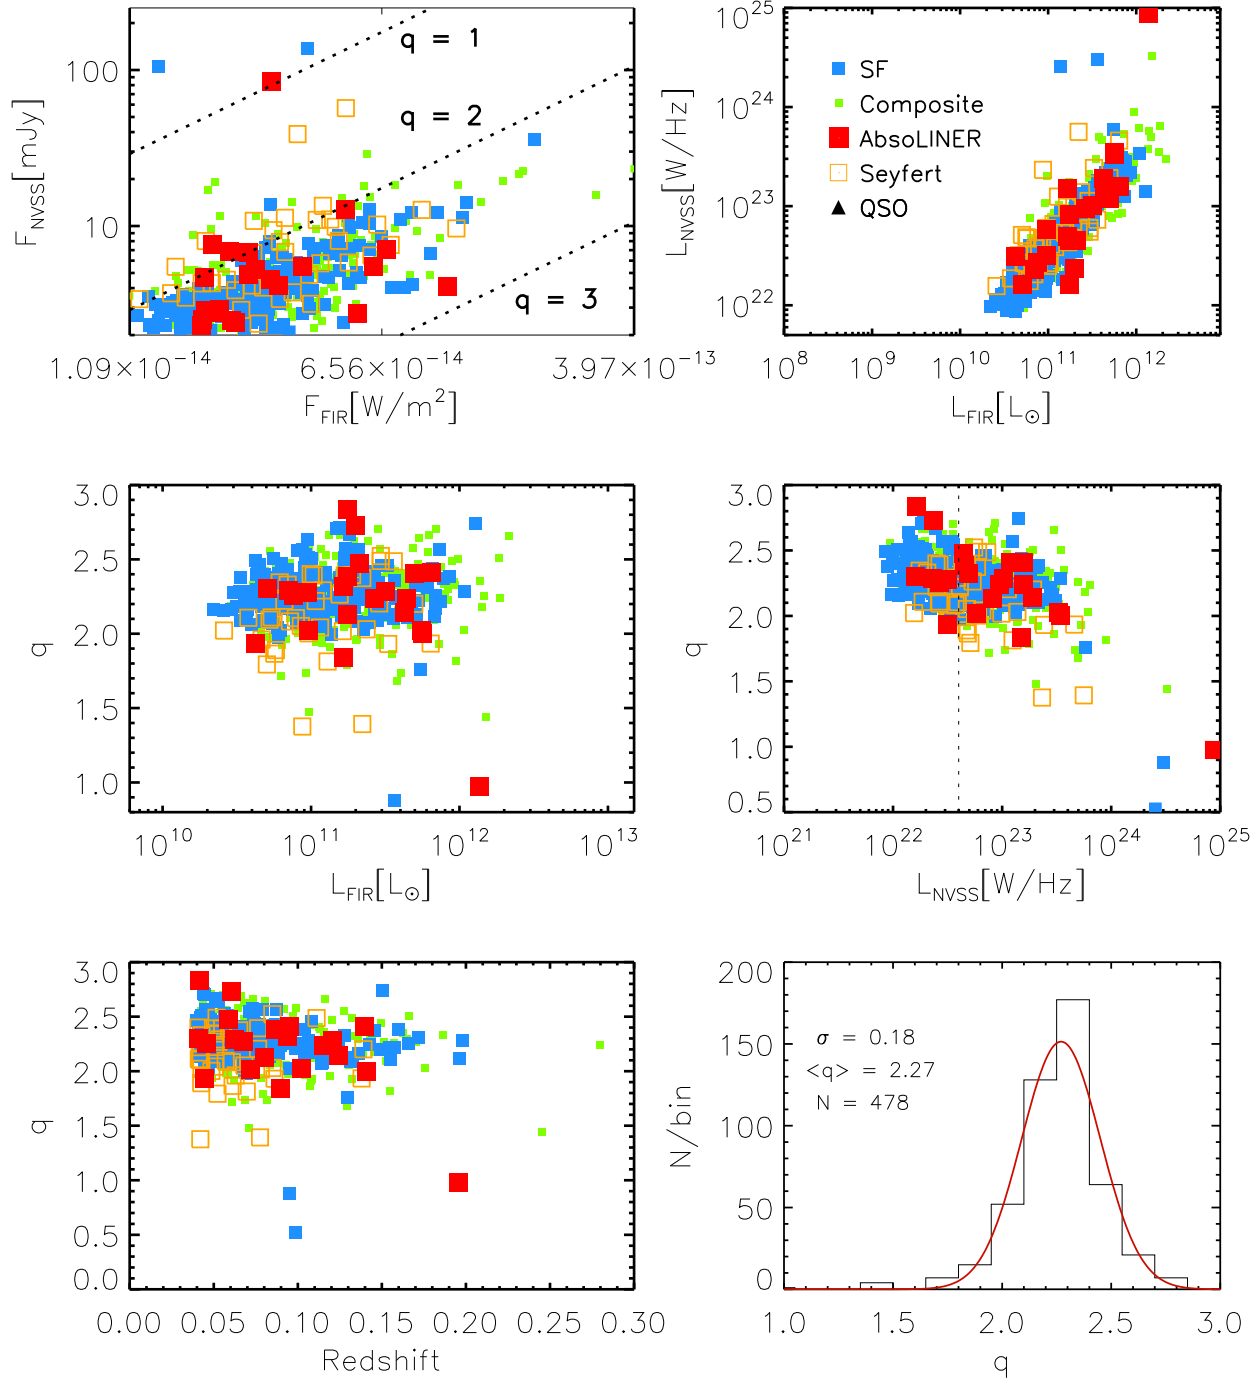 100
10
F_NVSS[mJy]
q = 1
q = 2
q = 3
1.09×10^-14
6.56×10^-14
3.97×10^-13
F_FIR[W/m^2]
10^25
10^24
10^23
10^22
L_NVSS[W/Hz]
SF
Composite
AbsoLINER
Seyfert
QSO
10^8
10^9
10^10
10^11
10^12
L_FIR[L_⊙]
3.0
2.5
2.0
1.5
1.0
q
10^10
10^11
10^12
10^13
L_FIR[L_⊙]
3.0
2.5
2.0
1.5
1.0
0.5
q
10^21
10^22
10^23
10^24
10^25
L_NVSS[W/Hz]
3.0
2.5
2.0
1.5
1.0
0.5
0.0
q
0.00
0.05
0.10
0.15
0.20
0.25
0.30
Redshift
200
150
100
50
0
N/bin
σ = 0.18
<q> = 2.27
N = 478
1.0
1.5
2.0
2.5
3.0
q